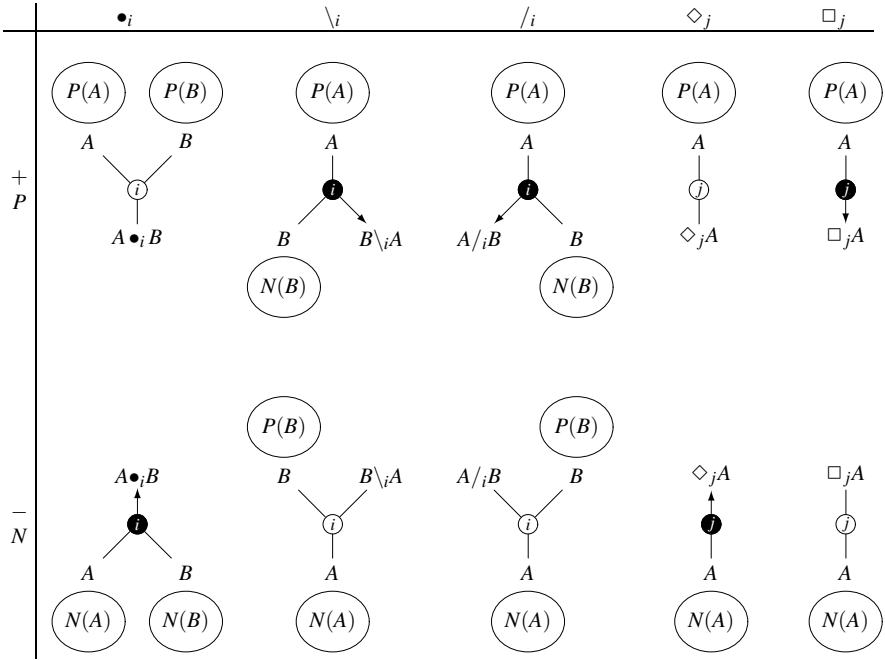 •ᵢ \ᵢ /ᵢ ◇ⱼ □ⱼ
P(A) P(B) P(A) P(A) P(A) P(A)
A B A A A A
+ P
i i i j j
A •ᵢ B B B\ᵢA A/ᵢB B ◇ⱼA □ⱼA
N(B) N(B)
P(B) P(B)
A•ᵢB B B\ᵢA A/ᵢB B ◇ⱼA □ⱼA
− N
i i i j j
A B A A A A
N(A) N(B) N(A) N(A) N(A) N(A)